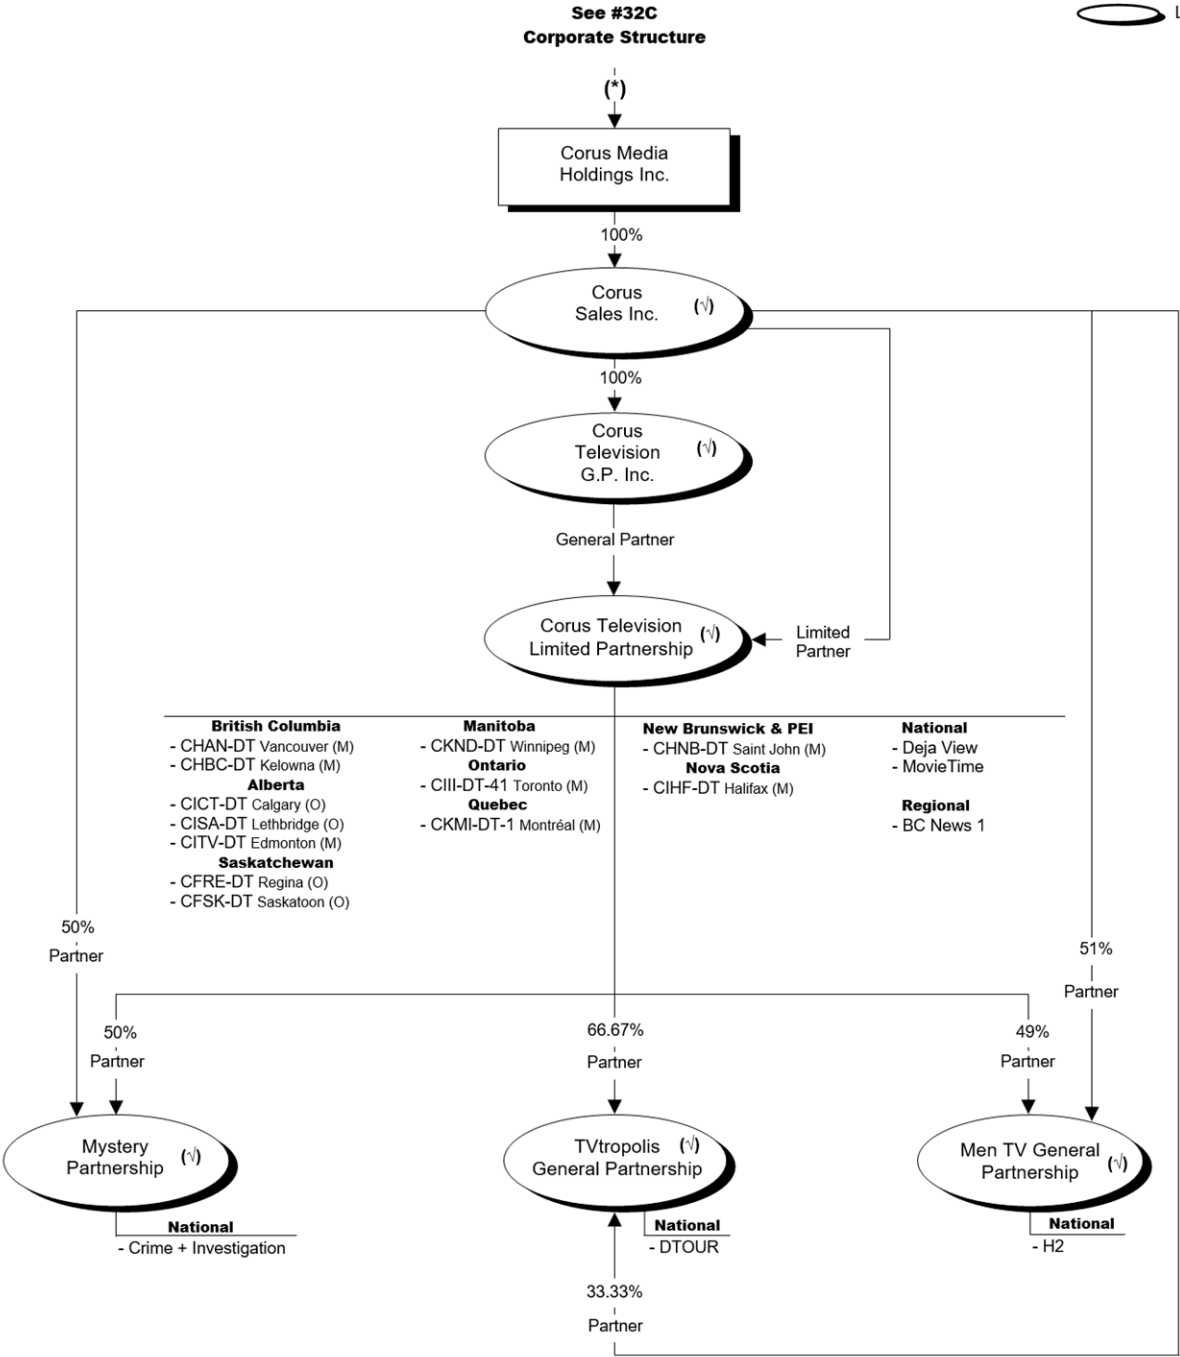 See #32C
Corporate Structure
L
(*)
Corus Media
Holdings Inc.
100%
Corus
Sales Inc.
(√)
100%
Corus
Television
G.P. Inc.
(√)
General Partner
Corus Television
Limited Partnership
(√)
Limited
Partner
British Columbia
- CHAN-DT Vancouver (M)
- CHBC-DT Kelowna (M)
Alberta
- CICT-DT Calgary (O)
- CISA-DT Lethbridge (O)
- CITV-DT Edmonton (M)
Saskatchewan
- CFRE-DT Regina (O)
- CFSK-DT Saskatoon (O)
Manitoba
- CKND-DT Winnipeg (M)
Ontario
- CIII-DT-41 Toronto (M)
Quebec
- CKMI-DT-1 Montréal (M)
New Brunswick & PEI
- CHNB-DT Saint John (M)
Nova Scotia
- CIHF-DT Halifax (M)
National
- Deja View
- MovieTime
Regional
- BC News 1
50%
Partner
51%
Partner
50%
Partner
66.67%
Partner
49%
Partner
Mystery
Partnership
(√)
TVtropolis
General Partnership
(√)
Men TV General
Partnership
(√)
National
- Crime + Investigation
National
- DTOUR
National
- H2
33.33%
Partner